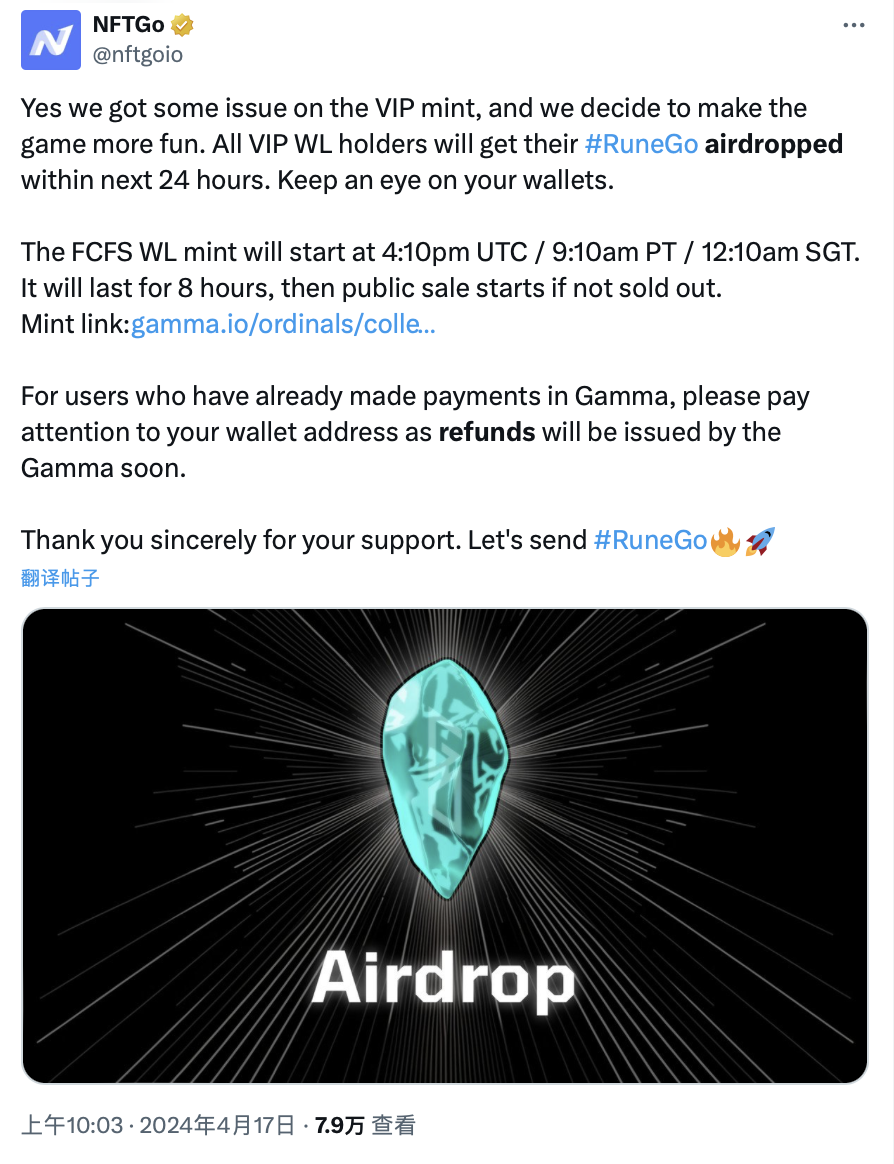 NFTGo
@nftgoio
Yes we got some issue on the VIP mint, and we decide to make the
game more fun. All VIP WL holders will get their #RuneGo airdropped
within next 24 hours. Keep an eye on your wallets.
The FCFS WL mint will start at 4:10pm UTC / 9:10am PT / 12:10am SGT.
It will last for 8 hours, then public sale starts if not sold out.
Mint link:gamma.io/ordinals/colle…
For users who have already made payments in Gamma, please pay
attention to your wallet address as refunds will be issued by the
Gamma soon.
Thank you sincerely for your support. Let's send #RuneGo🔥🚀
翻译帖子
Airdrop
上午10:03 · 2024年4月17日 · 7.9万 查看